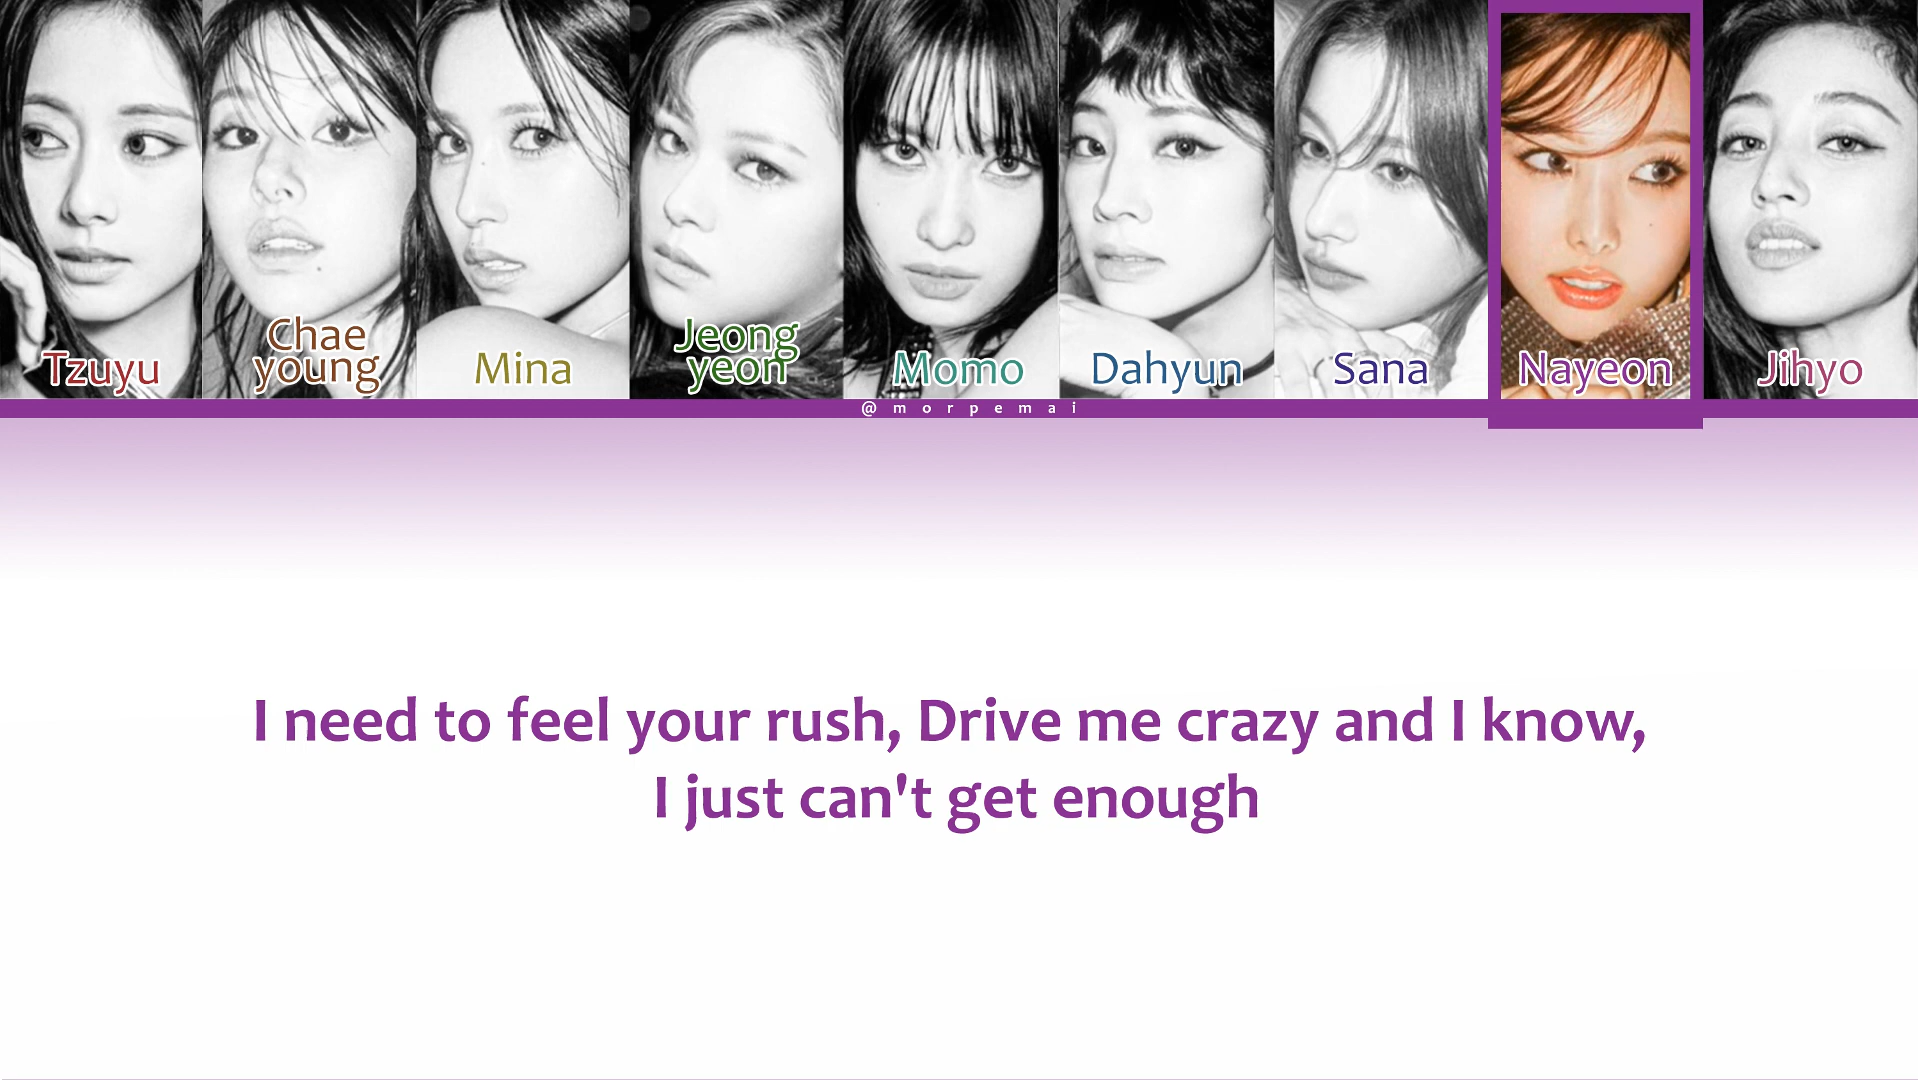 Tzuyu
Chae
young
Mina
Jeong
yeon
Momo
Dahyun
Sana
Nayeon
Jihyo
@morpemai
I need to feel your rush, Drive me crazy and I know,
I just can't get enough